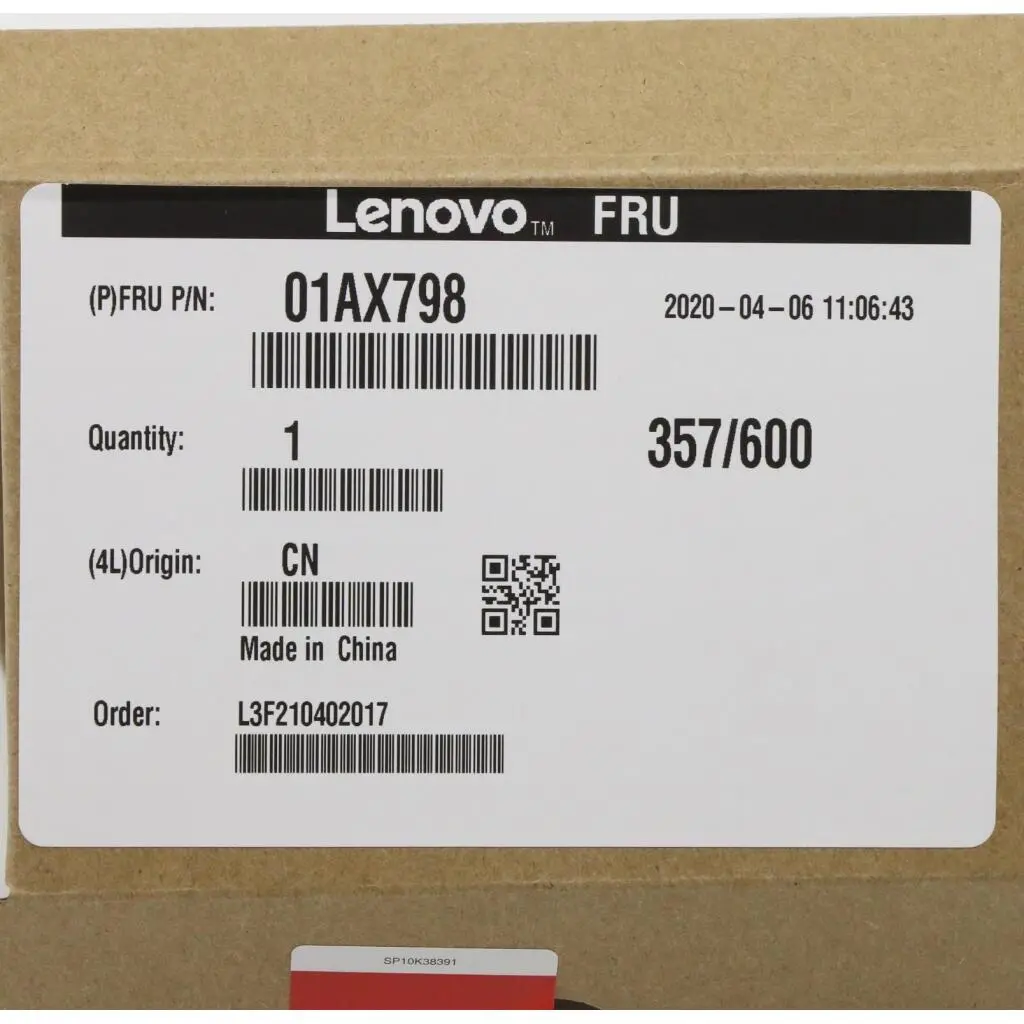 Lenovo™ FRU
(P)FRU P/N: 01AX798 2020-04-06 11:06:43
Quantity: 1 357/600
(4L)Origin: CN
Made in China
Order: L3F210402017
SP10K38391